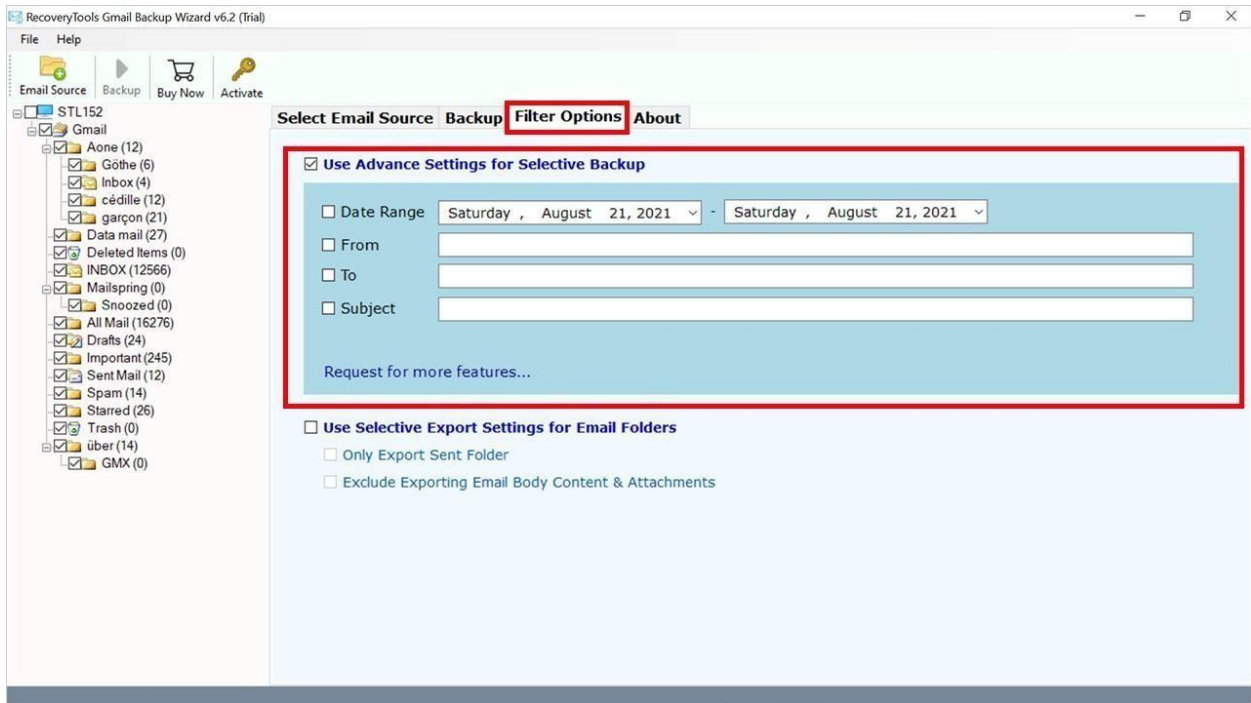 RecoveryTools Gmail Backup Wizard v6.2 (Trial)
File Help
Email Source Backup Buy Now Activate
STL152
Gmail
Aone (12)
Göthe (6)
Inbox (4)
cédille (12)
garçon (21)
Data mail (27)
Deleted Items (0)
INBOX (12566)
Mailspring (0)
Snoozed (0)
All Mail (16276)
Drafts (24)
Important (245)
Sent Mail (12)
Spam (14)
Starred (26)
Trash (0)
über (14)
GMX (0)
Select Email Source Backup Filter Options About
Use Advance Settings for Selective Backup
Date Range Saturday , August 21, 2021 - Saturday , August 21, 2021
From
To
Subject
Request for more features...
Use Selective Export Settings for Email Folders
Only Export Sent Folder
Exclude Exporting Email Body Content & Attachments